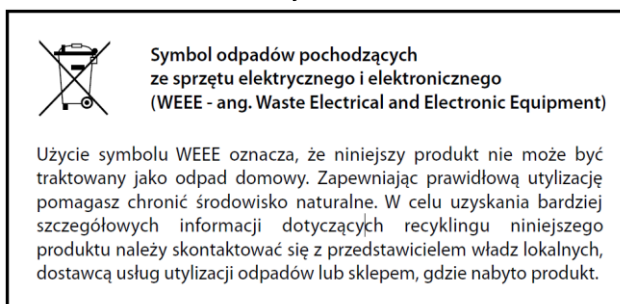 Symbol odpadów pochodzących
ze sprzętu elektrycznego i elektronicznego
(WEEE - ang. Waste Electrical and Electronic Equipment)
Użycie symbolu WEEE oznacza, że niniejszy produkt nie może być
traktowany jako odpad domowy. Zapewniając prawidłową utylizację
pomagasz chronić środowisko naturalne. W celu uzyskania bardziej
szczegółowych informacji dotyczących recyklingu niniejszego
produktu należy skontaktować się z przedstawicielem władz lokalnych,
dostawcą usług utylizacji odpadów lub sklepem, gdzie nabyto produkt.